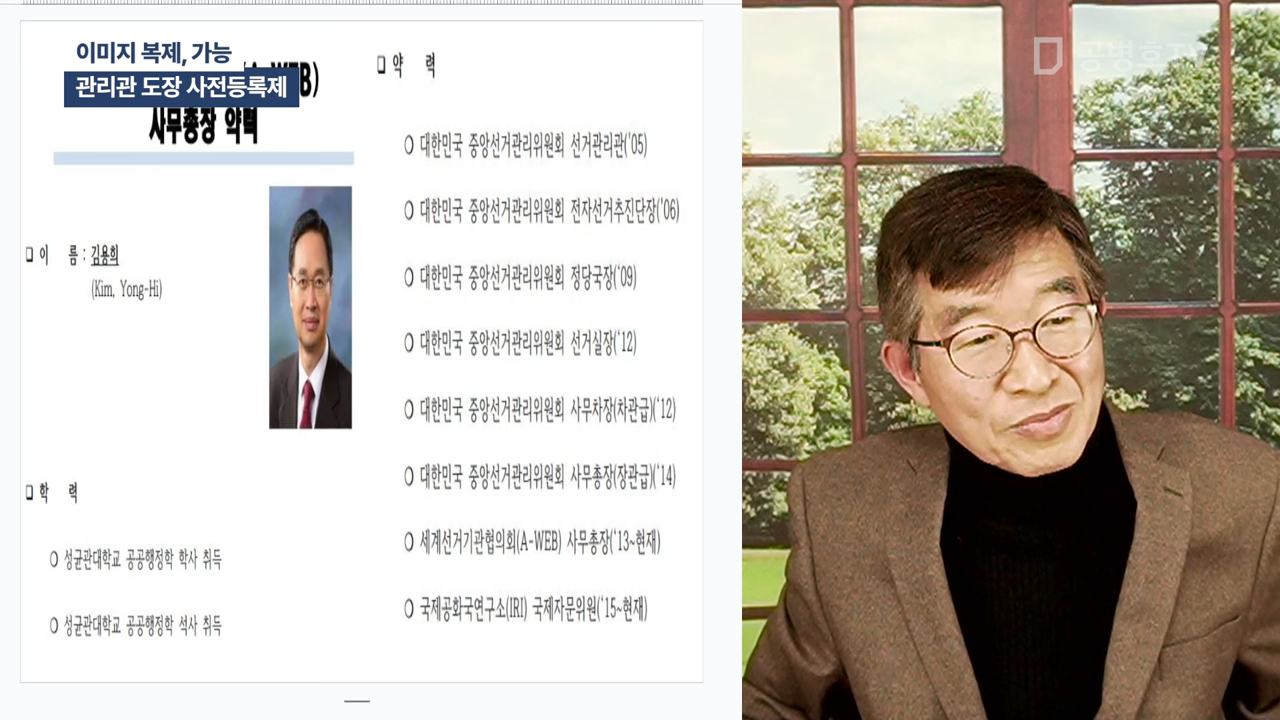 이미지 복제, 가능
관리관 도장 사전등록제
(A-WEB)
사무총장 약력
❑ 이 름 : 김용희
(Kim, Yong-Hi)
❑ 학 력
○ 성균관대학교 공공행정학 학사 취득
○ 성균관대학교 공공행정학 석사 취득
❑ 약 력
○ 대한민국 중앙선거관리위원회 선거관리관('05)
○ 대한민국 중앙선거관리위원회 전자선거추진단장('06)
○ 대한민국 중앙선거관리위원회 정당국장('09)
○ 대한민국 중앙선거관리위원회 선거실장('12)
○ 대한민국 중앙선거관리위원회 사무차장(차관급)('12)
○ 대한민국 중앙선거관리위원회 사무총장(장관급)('14)
○ 세계선거기관협의회(A-WEB) 사무총장('13~현재)
○ 국제공화국연구소(IRI) 국제자문위원('15~현재)
공병호TV